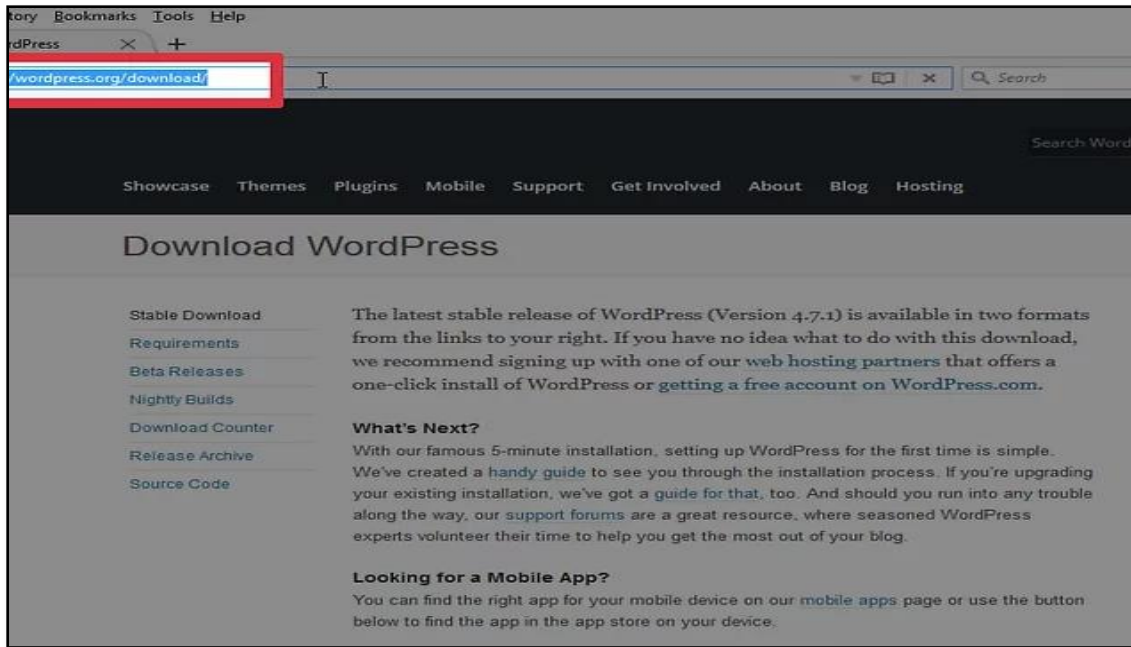 tory Bookmarks Tools Help
rdPress
/wordpress.org/download/
Search
Search Word
Showcase Themes Plugins Mobile Support Get Involved About Blog Hosting
Download WordPress
Stable Download
Requirements
Beta Releases
Nightly Builds
Download Counter
Release Archive
Source Code
The latest stable release of WordPress (Version 4.7.1) is available in two formats
from the links to your right. If you have no idea what to do with this download,
we recommend signing up with one of our web hosting partners that offers a
one-click install of WordPress or getting a free account on WordPress.com.
What's Next?
With our famous 5-minute installation, setting up WordPress for the first time is simple.
We've created a handy guide to see you through the installation process. If you're upgrading
your existing installation, we've got a guide for that, too. And should you run into any trouble
along the way, our support forums are a great resource, where seasoned WordPress
experts volunteer their time to help you get the most out of your blog.
Looking for a Mobile App?
You can find the right app for your mobile device on our mobile apps page or use the button
below to find the app in the app store on your device.